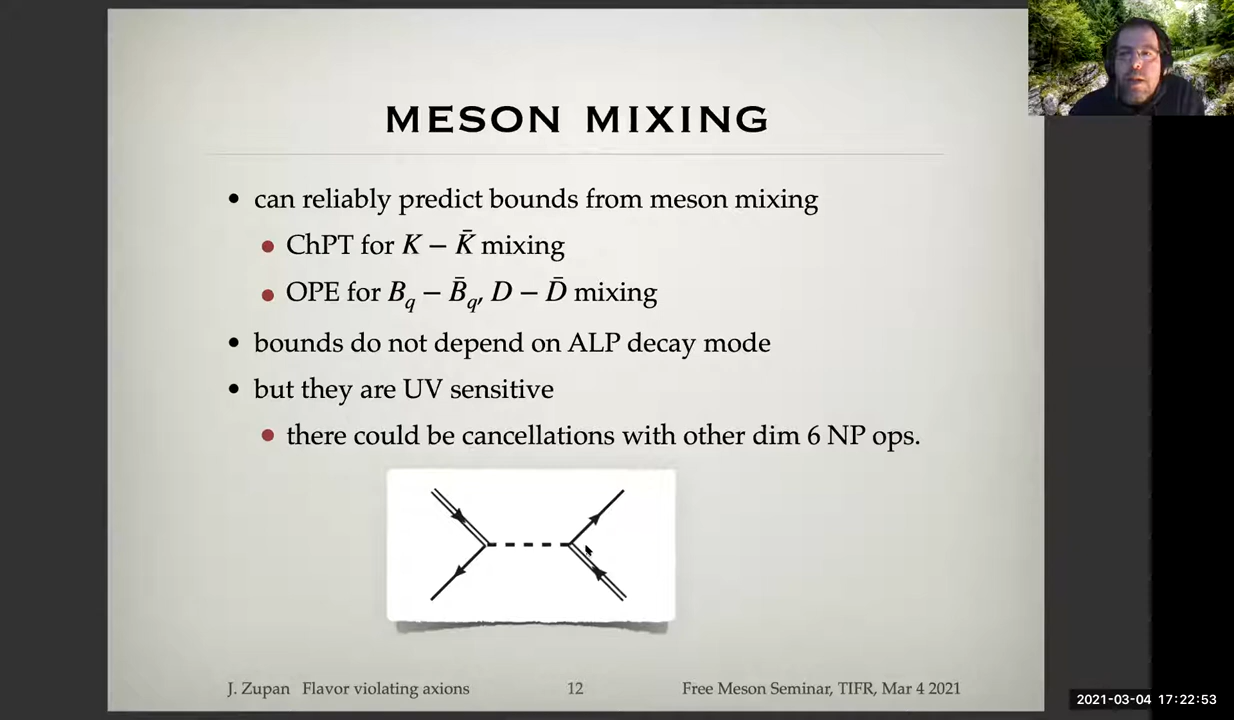 MESON MIXING
• can reliably predict bounds from meson mixing
• ChPT for K − K̄ mixing
• OPE for B_q − B̄_q, D − D̄ mixing
• bounds do not depend on ALP decay mode
• but they are UV sensitive
• there could be cancellations with other dim 6 NP ops.
J. Zupan Flavor violating axions 12 Free Meson Seminar, TIFR, Mar 4 2021
2021-03-04 17:22:53